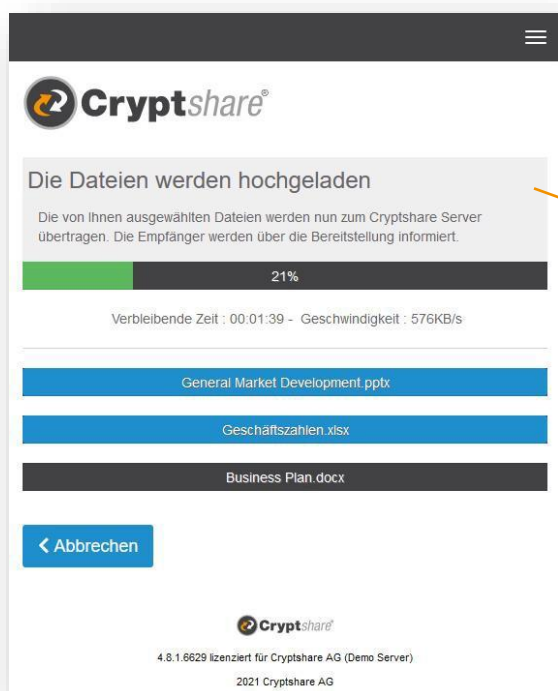 Cryptshare®
Die Dateien werden hochgeladen
Die von Ihnen ausgewählten Dateien werden nun zum Cryptshare Server
übertragen. Die Empfänger werden über die Bereitstellung informiert.
21%
Verbleibende Zeit : 00:01:39 - Geschwindigkeit : 576KB/s
General Market Development.pptx
Geschäftszahlen.xlsx
Business Plan.docx
Abbrechen
Cryptshare®
4.8.1.6629 lizenziert für Cryptshare AG (Demo Server)
2021 Cryptshare AG